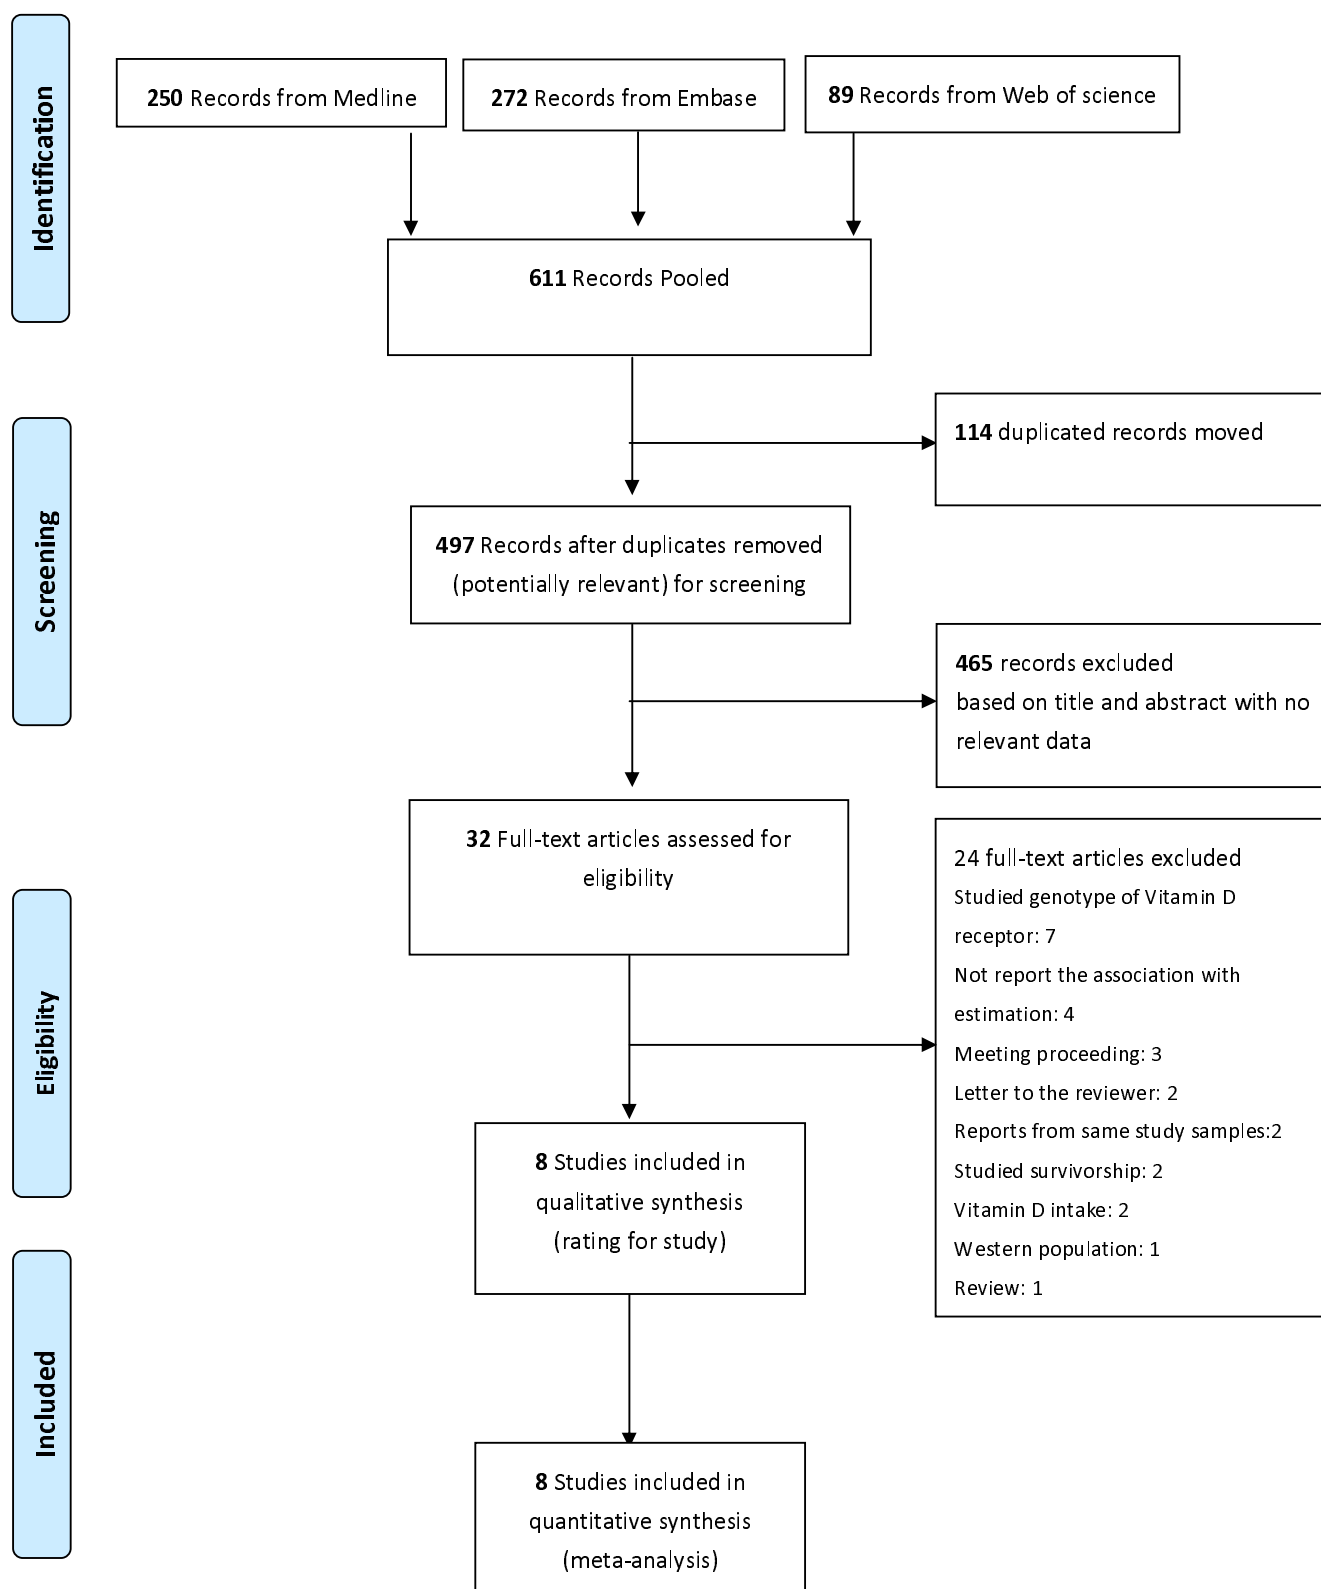 Identification
250 Records from Medline
272 Records from Embase
89 Records from Web of science
611 Records Pooled
114 duplicated records moved
Screening
497 Records after duplicates removed
(potentially relevant) for screening
465 records excluded
based on title and abstract with no
relevant data
32 Full-text articles assessed for
eligibility
Eligibility
24 full-text articles excluded
Studied genotype of Vitamin D
receptor: 7
Not report the association with
estimation: 4
Meeting proceeding: 3
Letter to the reviewer: 2
Reports from same study samples:2
Studied survivorship: 2
Vitamin D intake: 2
Western population: 1
Review: 1
8 Studies included in
qualitative synthesis
(rating for study)
Included
8 Studies included in
quantitative synthesis
(meta-analysis)